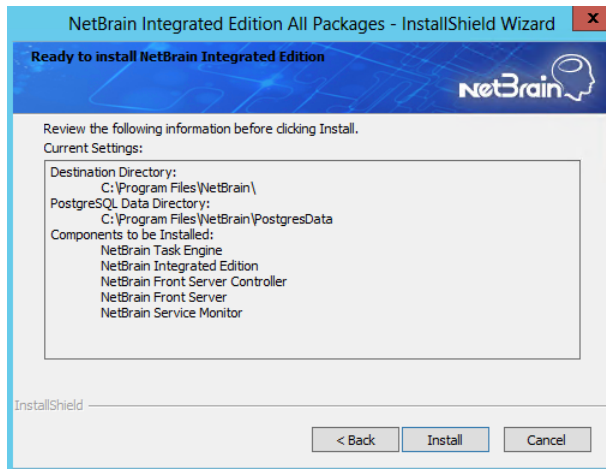 NetBrain Integrated Edition All Packages - InstallShield Wizard
x
Ready to install NetBrain Integrated Edition
NetBrain
Review the following information before clicking Install.
Current Settings:
Destination Directory:
C:\Program Files\NetBrain\
PostgreSQL Data Directory:
C:\Program Files\NetBrain\PostgresData
Components to be Installed:
NetBrain Task Engine
NetBrain Integrated Edition
NetBrain Front Server Controller
NetBrain Front Server
NetBrain Service Monitor
InstallShield
< Back Install Cancel